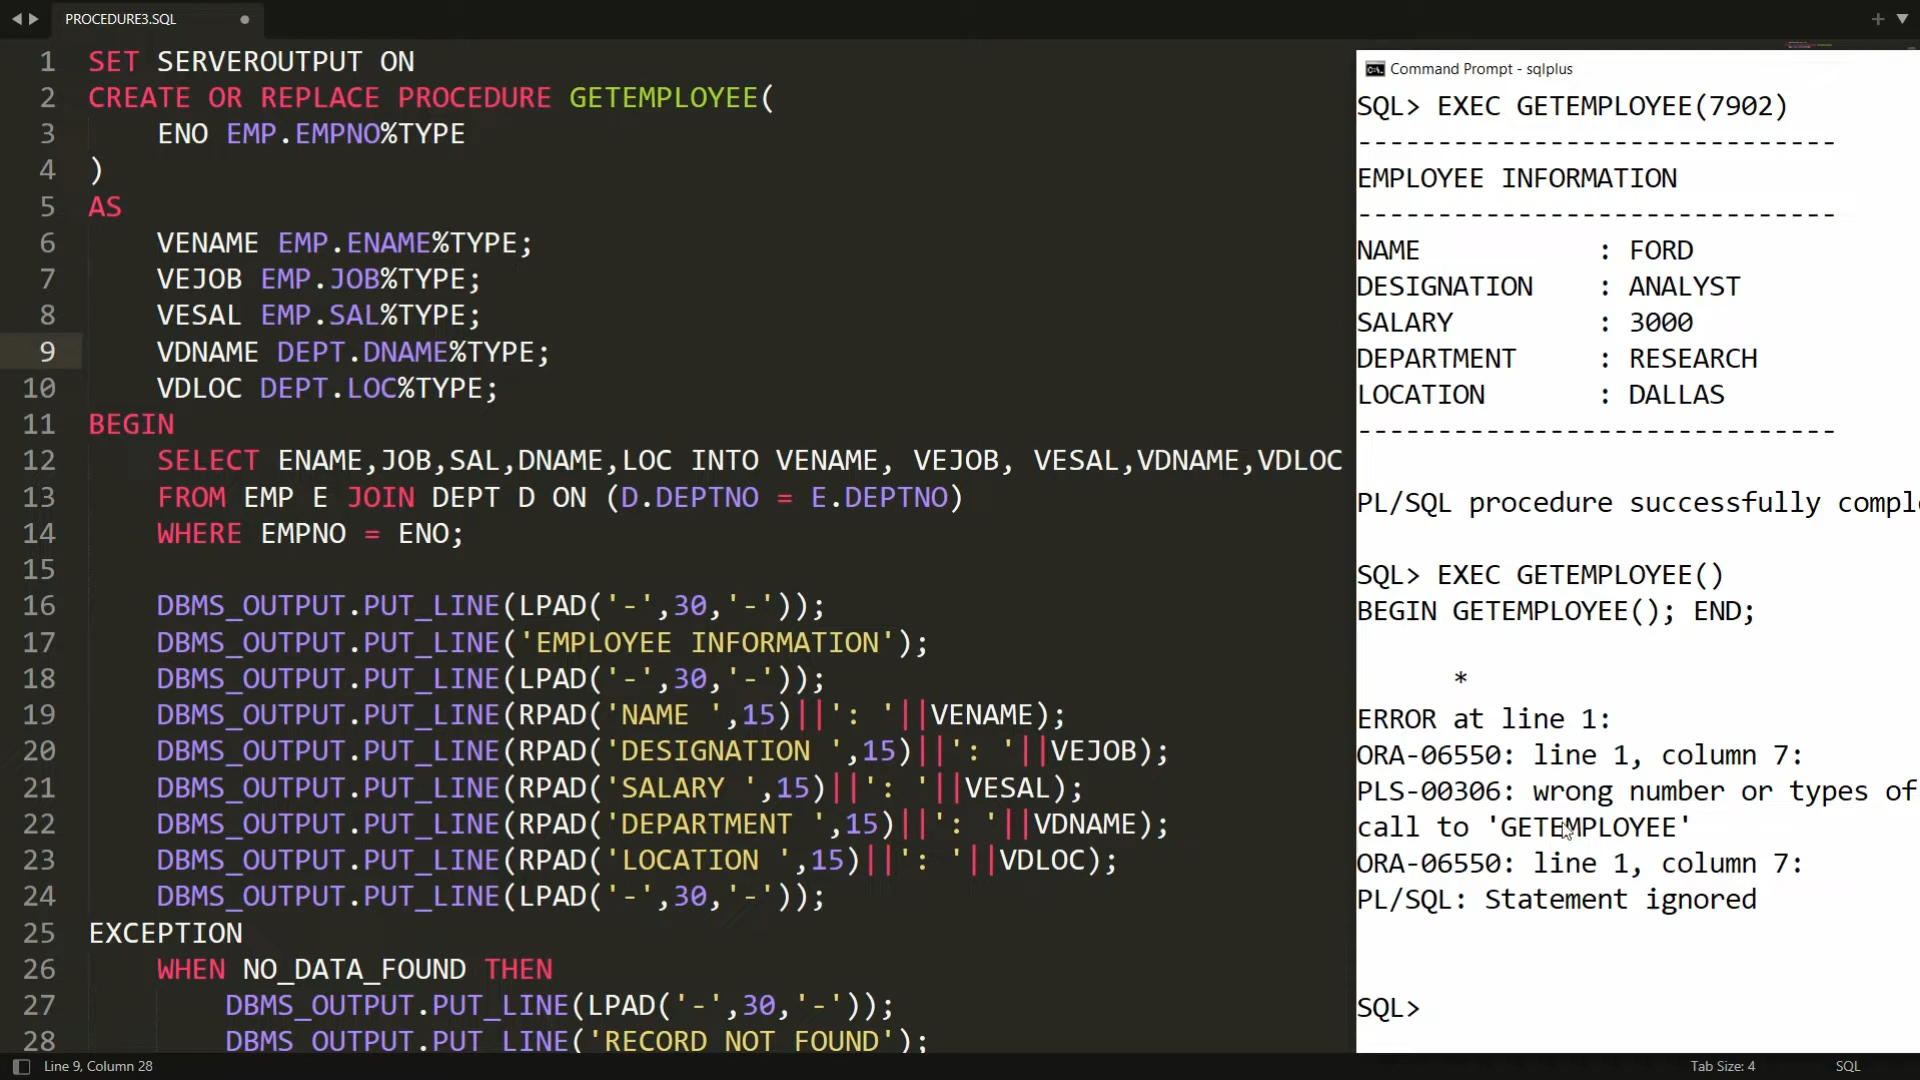 PROCEDURE3.SQL
1 SET SERVEROUTPUT ON
2 CREATE OR REPLACE PROCEDURE GETEMPLOYEE(
3 ENO EMP.EMPNO%TYPE
4 )
5 AS
6 VENAME EMP.ENAME%TYPE;
7 VEJOB EMP.JOB%TYPE;
8 VESAL EMP.SAL%TYPE;
9 VDNAME DEPT.DNAME%TYPE;
10 VDLOC DEPT.LOC%TYPE;
11 BEGIN
12 SELECT ENAME,JOB,SAL,DNAME,LOC INTO VENAME, VEJOB, VESAL,VDNAME,VDLOC
13 FROM EMP E JOIN DEPT D ON (D.DEPTNO = E.DEPTNO)
14 WHERE EMPNO = ENO;
15
16 DBMS_OUTPUT.PUT_LINE(LPAD('-',30,'-'));
17 DBMS_OUTPUT.PUT_LINE('EMPLOYEE INFORMATION');
18 DBMS_OUTPUT.PUT_LINE(LPAD('-',30,'-'));
19 DBMS_OUTPUT.PUT_LINE(RPAD('NAME ',15)||': '||VENAME);
20 DBMS_OUTPUT.PUT_LINE(RPAD('DESIGNATION ',15)||': '||VEJOB);
21 DBMS_OUTPUT.PUT_LINE(RPAD('SALARY ',15)||': '||VESAL);
22 DBMS_OUTPUT.PUT_LINE(RPAD('DEPARTMENT ',15)||': '||VDNAME);
23 DBMS_OUTPUT.PUT_LINE(RPAD('LOCATION ',15)||': '||VDLOC);
24 DBMS_OUTPUT.PUT_LINE(LPAD('-',30,'-'));
25 EXCEPTION
26 WHEN NO_DATA_FOUND THEN
27 DBMS_OUTPUT.PUT_LINE(LPAD('-',30,'-'));
28 DBMS_OUTPUT.PUT_LINE('RECORD NOT FOUND');
Command Prompt - sqlplus
SQL> EXEC GETEMPLOYEE(7902)
------------------------------
EMPLOYEE INFORMATION
------------------------------
NAME : FORD
DESIGNATION : ANALYST
SALARY : 3000
DEPARTMENT : RESEARCH
LOCATION : DALLAS
------------------------------
PL/SQL procedure successfully compl
SQL> EXEC GETEMPLOYEE()
BEGIN GETEMPLOYEE(); END;
*
ERROR at line 1:
ORA-06550: line 1, column 7:
PLS-00306: wrong number or types of
call to 'GETEMPLOYEE'
ORA-06550: line 1, column 7:
PL/SQL: Statement ignored
SQL>
Line 9, Column 28
Tab Size: 4
SQL